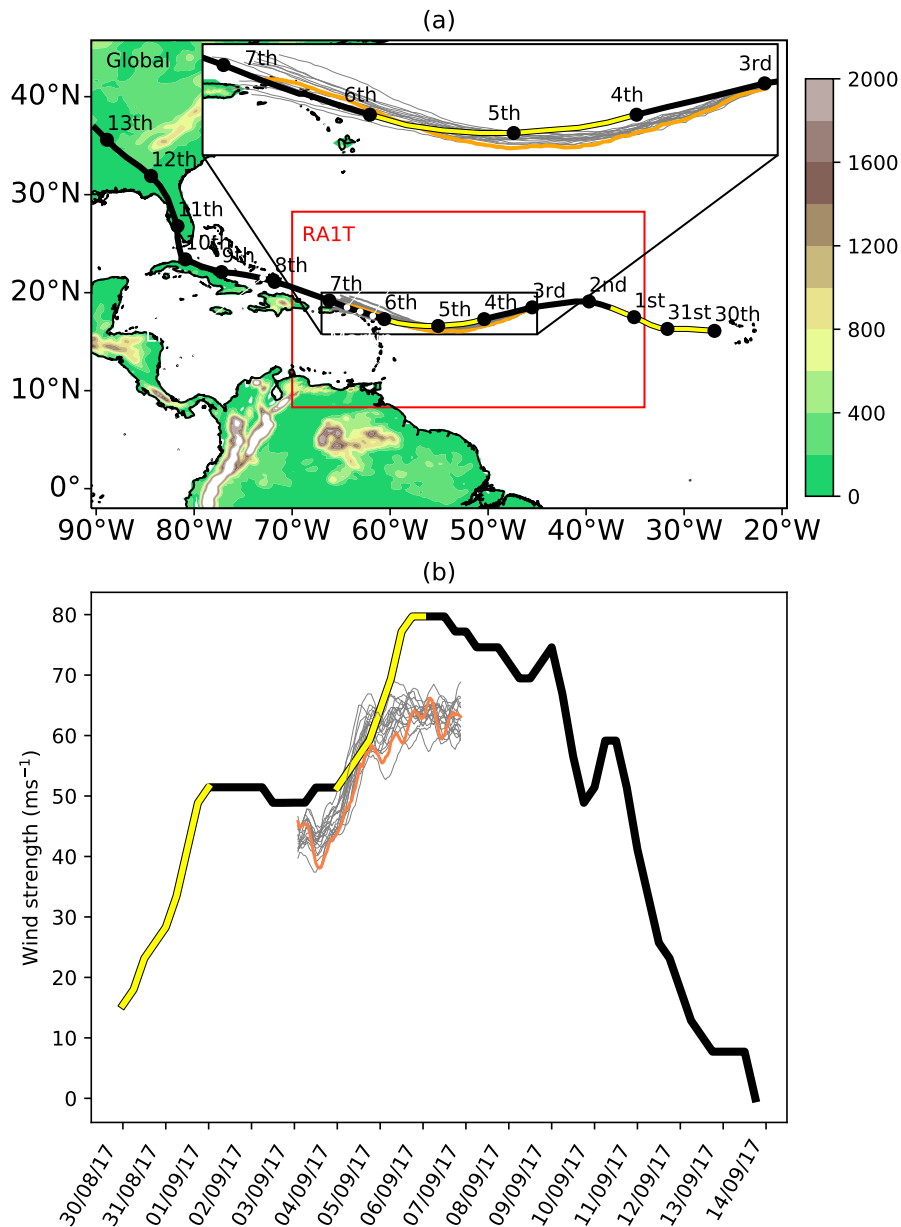 (a)
Global
7th
6th
5th
4th
3rd
13th
12th
11th
10th
9th
8th
7th
6th
5th
4th
3rd
2nd
1st
31st
30th
RA1T
40°N
30°N
20°N
10°N
0°
90°W
80°W
70°W
60°W
50°W
40°W
30°W
20°W
2000
1600
1200
800
400
0
(b)
Wind strength (ms⁻¹)
80
70
60
50
40
30
20
10
0
30/08/17
31/08/17
01/09/17
02/09/17
03/09/17
04/09/17
05/09/17
06/09/17
07/09/17
08/09/17
09/09/17
10/09/17
11/09/17
12/09/17
13/09/17
14/09/17